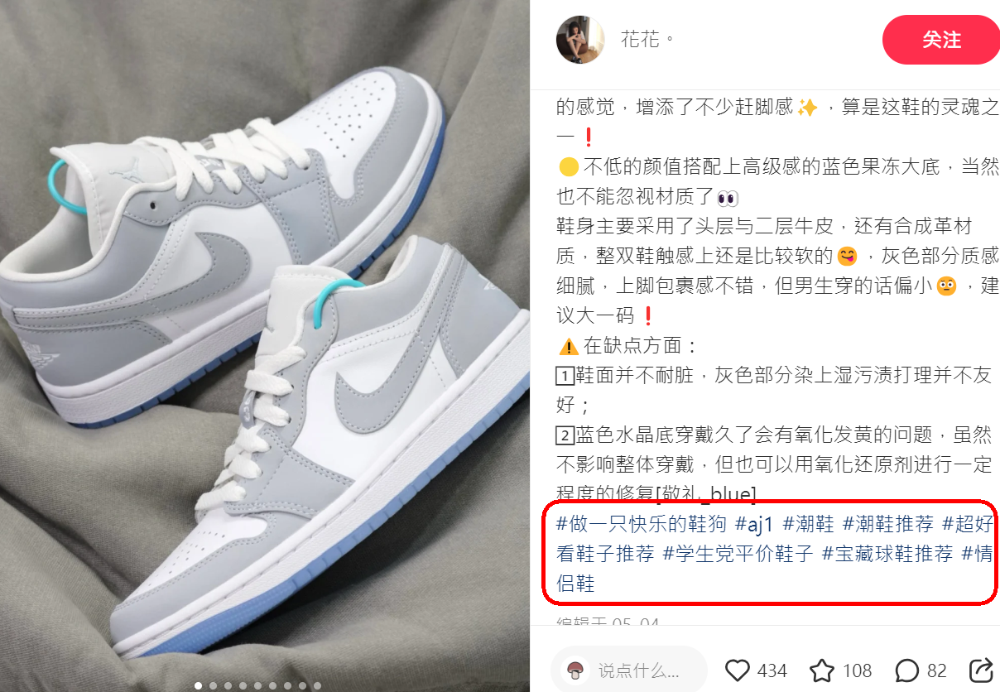 花花。
关注
的感觉，增添了不少赶脚感✨，算是这鞋的灵魂之
一❗
🟡不低的颜值搭配上高级感的蓝色果冻大底，当然
也不能忽视材质了👀
鞋身主要采用了头层与二层牛皮，还有合成革材
质，整双鞋触感上还是比较软的😋，灰色部分质感
细腻，上脚包裹感不错，但男生穿的话偏小😳，建
议大一码❗
⚠️在缺点方面：
1️⃣鞋面并不耐脏，灰色部分染上湿污渍打理并不友
好；
2️⃣蓝色水晶底穿戴久了会有氧化发黄的问题，虽然
不影响整体穿戴，但也可以用氧化还原剂进行一定
程度的修复[敬礼_blue]
#做一只快乐的鞋狗 #aj1 #潮鞋 #潮鞋推荐 #超好
看鞋子推荐 #学生党平价鞋子 #宝藏球鞋推荐 #情
侣鞋
编辑于 05-04
说点什么... 434 108 82